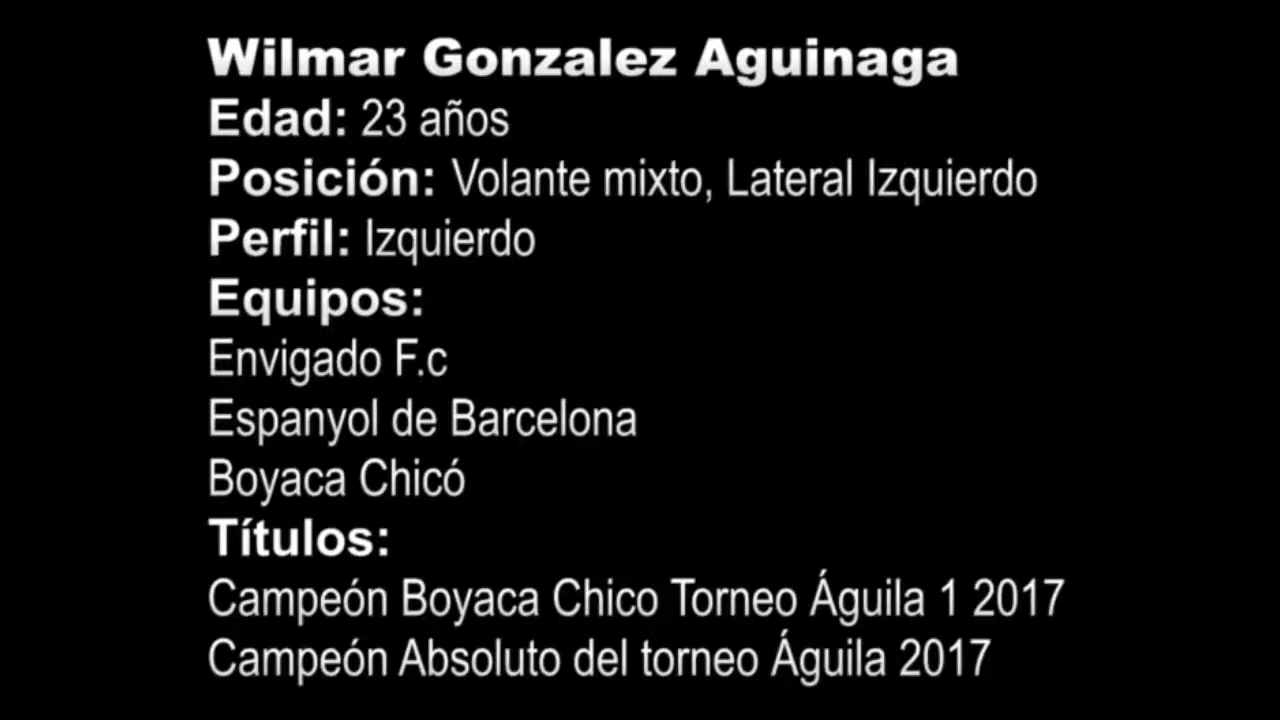 Wilmar Gonzalez Aguinaga
Edad: 23 años
Posición: Volante mixto, Lateral Izquierdo
Perfil: Izquierdo
Equipos:
Envigado F.c
Espanyol de Barcelona
Boyaca Chicó
Títulos:
Campeón Boyaca Chico Torneo Águila 1 2017
Campeón Absoluto del torneo Águila 2017